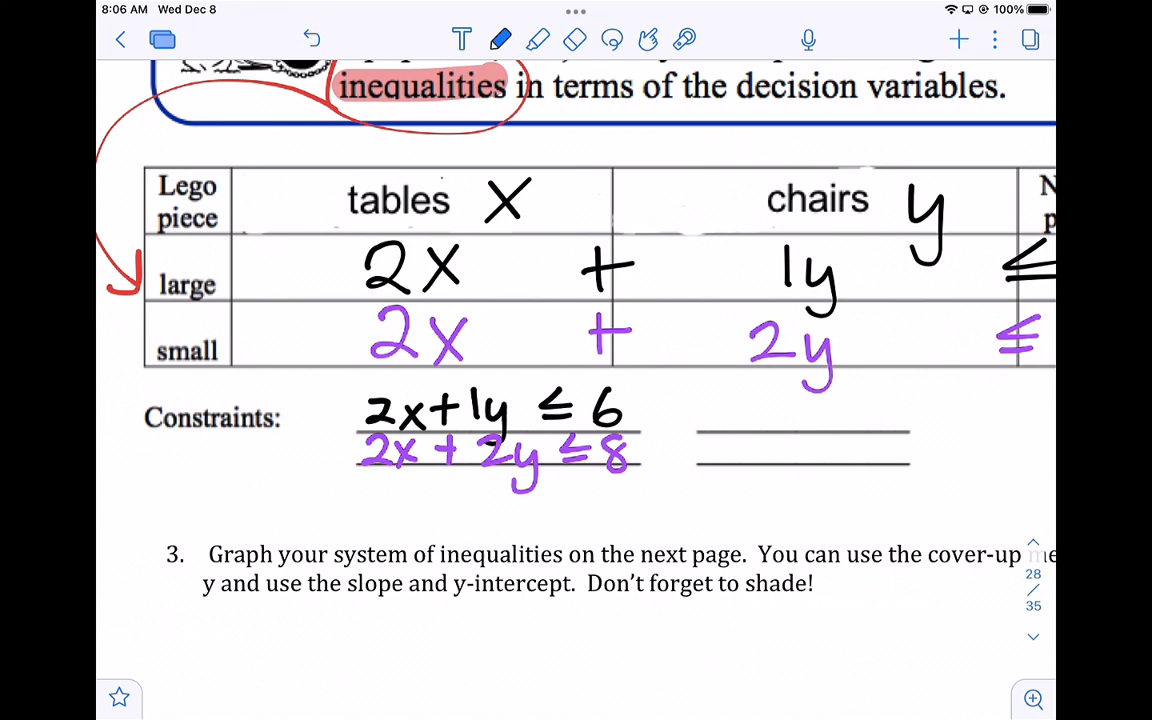 8:06 AM Wed Dec 8 100%
T
inequalities in terms of the decision variables.
Lego piece tables x chairs y
large 2x + 1y ≤
small 2x + 2y ≤
Constraints: 2x+1y ≤ 6
2x + 2y ≤ 8
3. Graph your system of inequalities on the next page. You can use the cover-up me
y and use the slope and y-intercept. Don't forget to shade!
28
/
35